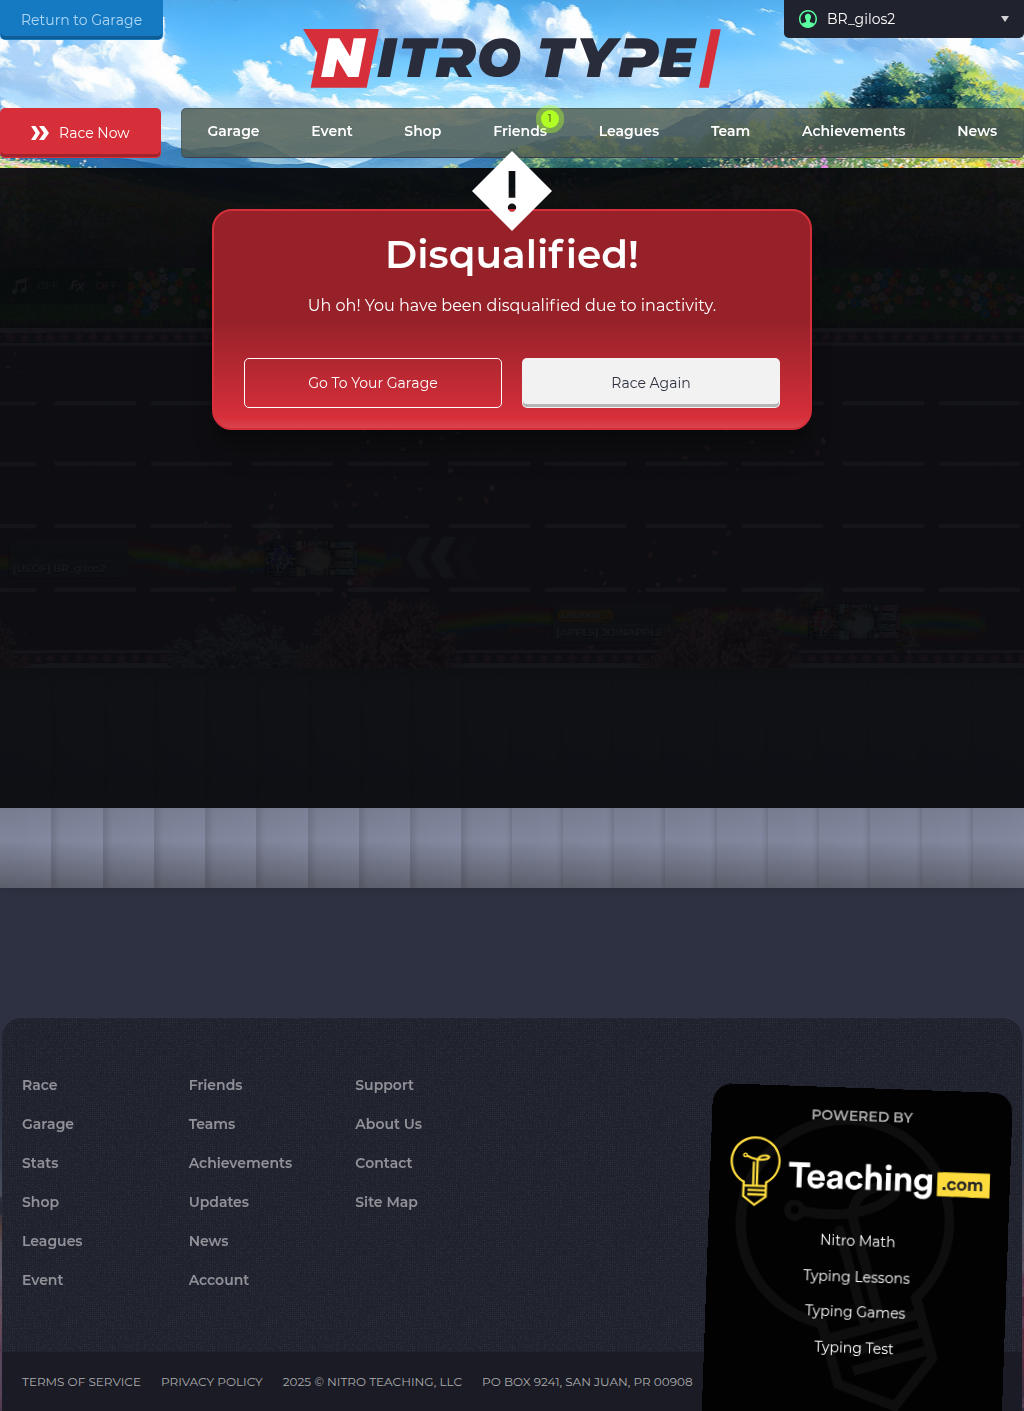 Return to Garage
BR_gilos2
NITRO TYPE
Race Now
Garage
Event
Shop
Friends
1
Leagues
Team
Achievements
News
Disqualified!
Uh oh! You have been disqualified due to inactivity.
Go To Your Garage
Race Again
Race
Garage
Stats
Shop
Leagues
Event
Friends
Teams
Achievements
Updates
News
Account
Support
About Us
Contact
Site Map
POWERED BY
Teaching.com
Nitro Math
Typing Lessons
Typing Games
Typing Test
TERMS OF SERVICE
PRIVACY POLICY
2025 © NITRO TEACHING, LLC
PO BOX 9241, SAN JUAN, PR 00908